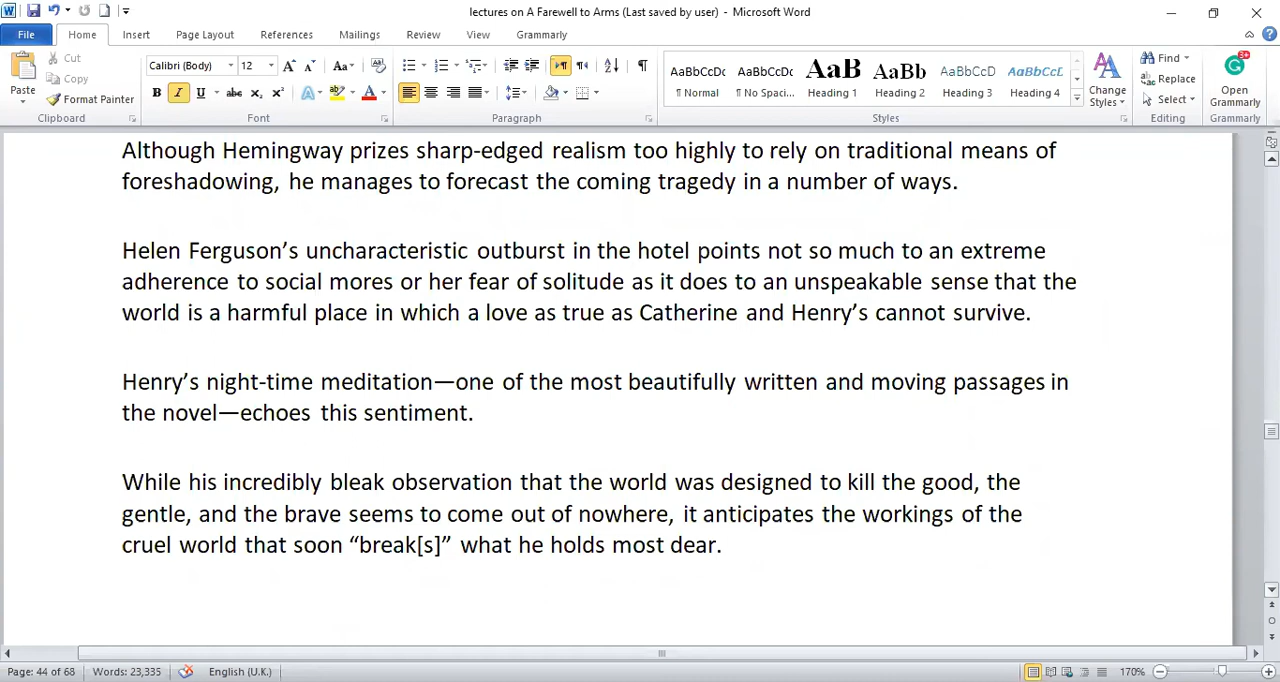 lectures on A Farewell to Arms (Last saved by user) - Microsoft Word
File Home Insert Page Layout References Mailings Review View Grammarly
Paste Cut Copy Format Painter Clipboard
Calibri (Body) 12 Aa B I U abc x₂ x² A A Font
Paragraph
AaBbCcDc AaBbCcDc AaB AaBb AaBbCcD AaBbCcL
¶ Normal ¶ No Spaci... Heading 1 Heading 2 Heading 3 Heading 4
Change Styles Styles
Find Replace Select Editing
Open Grammarly Grammarly
Although Hemingway prizes sharp-edged realism too highly to rely on traditional means of
foreshadowing, he manages to forecast the coming tragedy in a number of ways.
Helen Ferguson’s uncharacteristic outburst in the hotel points not so much to an extreme
adherence to social mores or her fear of solitude as it does to an unspeakable sense that the
world is a harmful place in which a love as true as Catherine and Henry’s cannot survive.
Henry’s night-time meditation—one of the most beautifully written and moving passages in
the novel—echoes this sentiment.
While his incredibly bleak observation that the world was designed to kill the good, the
gentle, and the brave seems to come out of nowhere, it anticipates the workings of the
cruel world that soon “break[s]” what he holds most dear.
Page: 44 of 68 Words: 23,335 English (U.K.) 170%